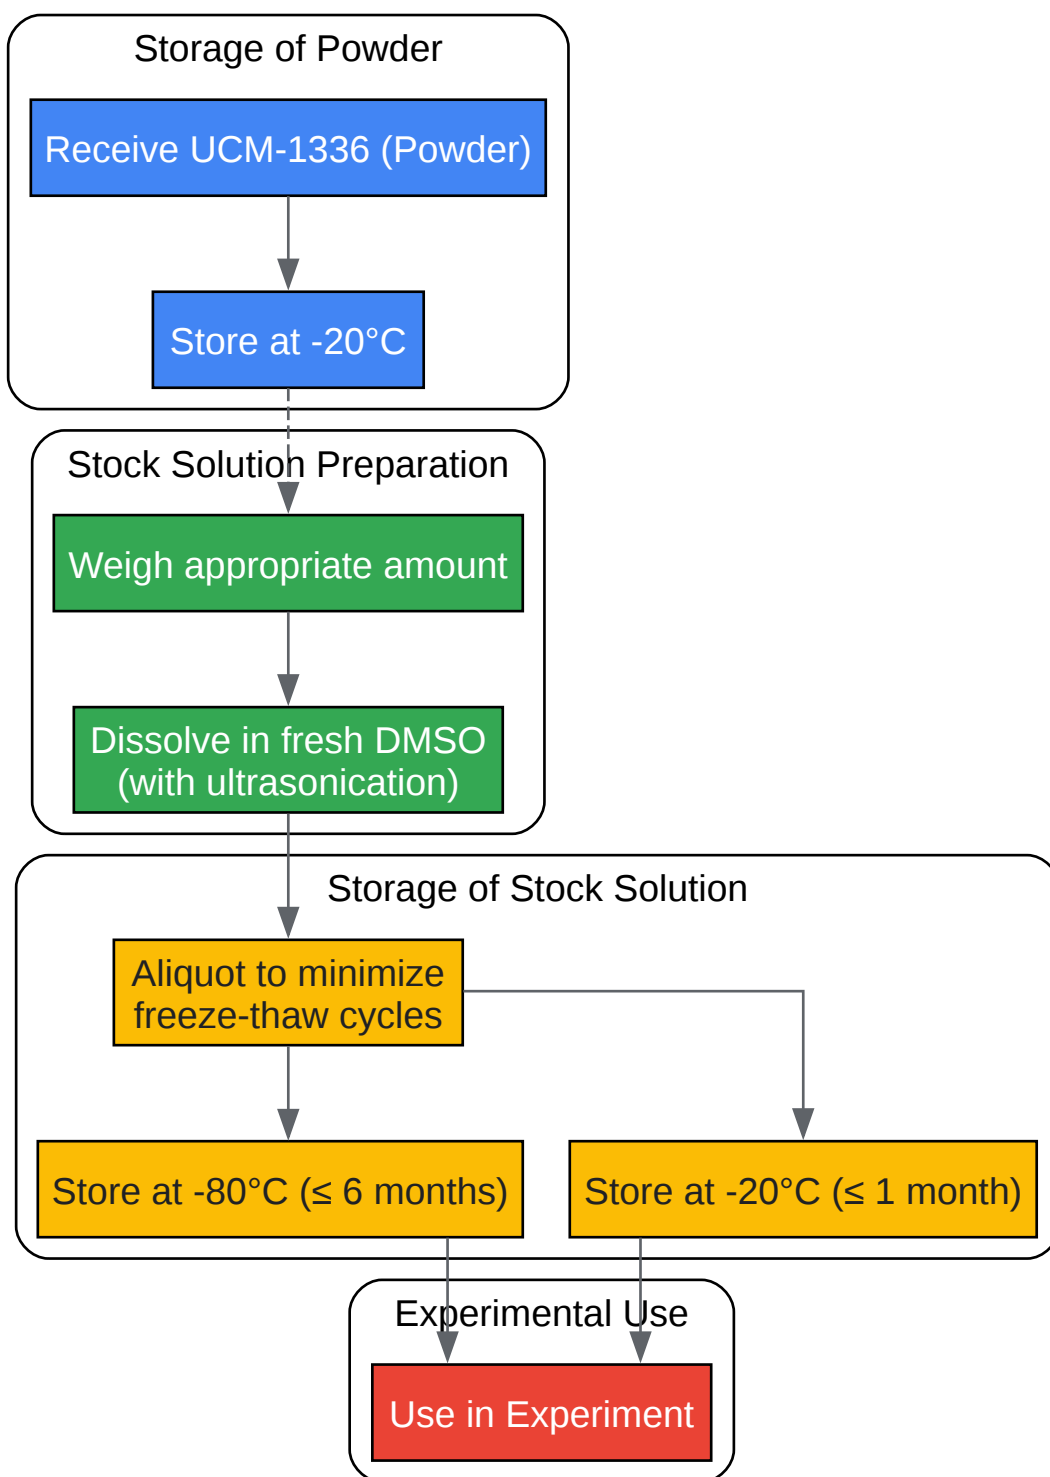 Storage of Powder
Receive UCM-1336 (Powder)
Store at -20°C
Stock Solution Preparation
Weigh appropriate amount
Dissolve in fresh DMSO
(with ultrasonication)
Storage of Stock Solution
Aliquot to minimize
freeze-thaw cycles
Store at -80°C (≤ 6 months)
Store at -20°C (≤ 1 month)
Experimental Use
Use in Experiment